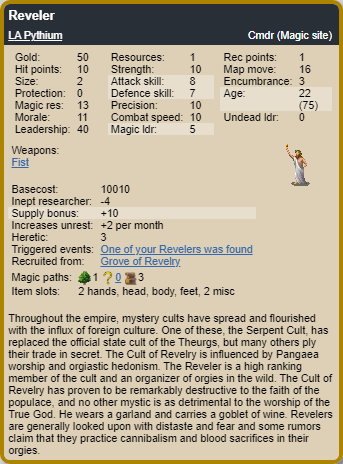 Reveler
LA Pythium Cmdr (Magic site)
Gold: 50 Resources: 1 Rec points: 1
Hit points: 10 Strength: 10 Map move: 16
Size: 2 Attack skill: 8 Encumbrance: 3
Protection: 0 Defence skill: 7 Age: 22
Magic res: 13 Precision: 10 (75)
Morale: 11 Combat speed: 10 Undead ldr: 0
Leadership: 40 Magic ldr: 5
Weapons:
Fist
Basecost: 10010
Inept researcher: -4
Supply bonus: +10
Increases unrest: +2 per month
Heretic: 3
Triggered events: One of your Revelers was found
Recruited from: Grove of Revelry
Magic paths: 1 ? 0 3
Item slots: 2 hands, head, body, feet, 2 misc
Throughout the empire, mystery cults have spread and flourished
with the influx of foreign culture. One of these, the Serpent Cult, has
replaced the official state cult of the Theurgs, but many others ply
their trade in secret. The Cult of Revelry is influenced by Pangaea
worship and orgiastic hedonism. The Reveler is a high ranking
member of the cult and an organizer of orgies in the wild. The Cult of
Revelry has proven to be remarkably destructive to the faith of the
populace, and no other mystic is as detrimental to the worship of the
True God. He wears a garland and carries a goblet of wine. Revelers
are generally looked upon with distaste and fear and some rumors
claim that they practice cannibalism and blood sacrifices in their
orgies.